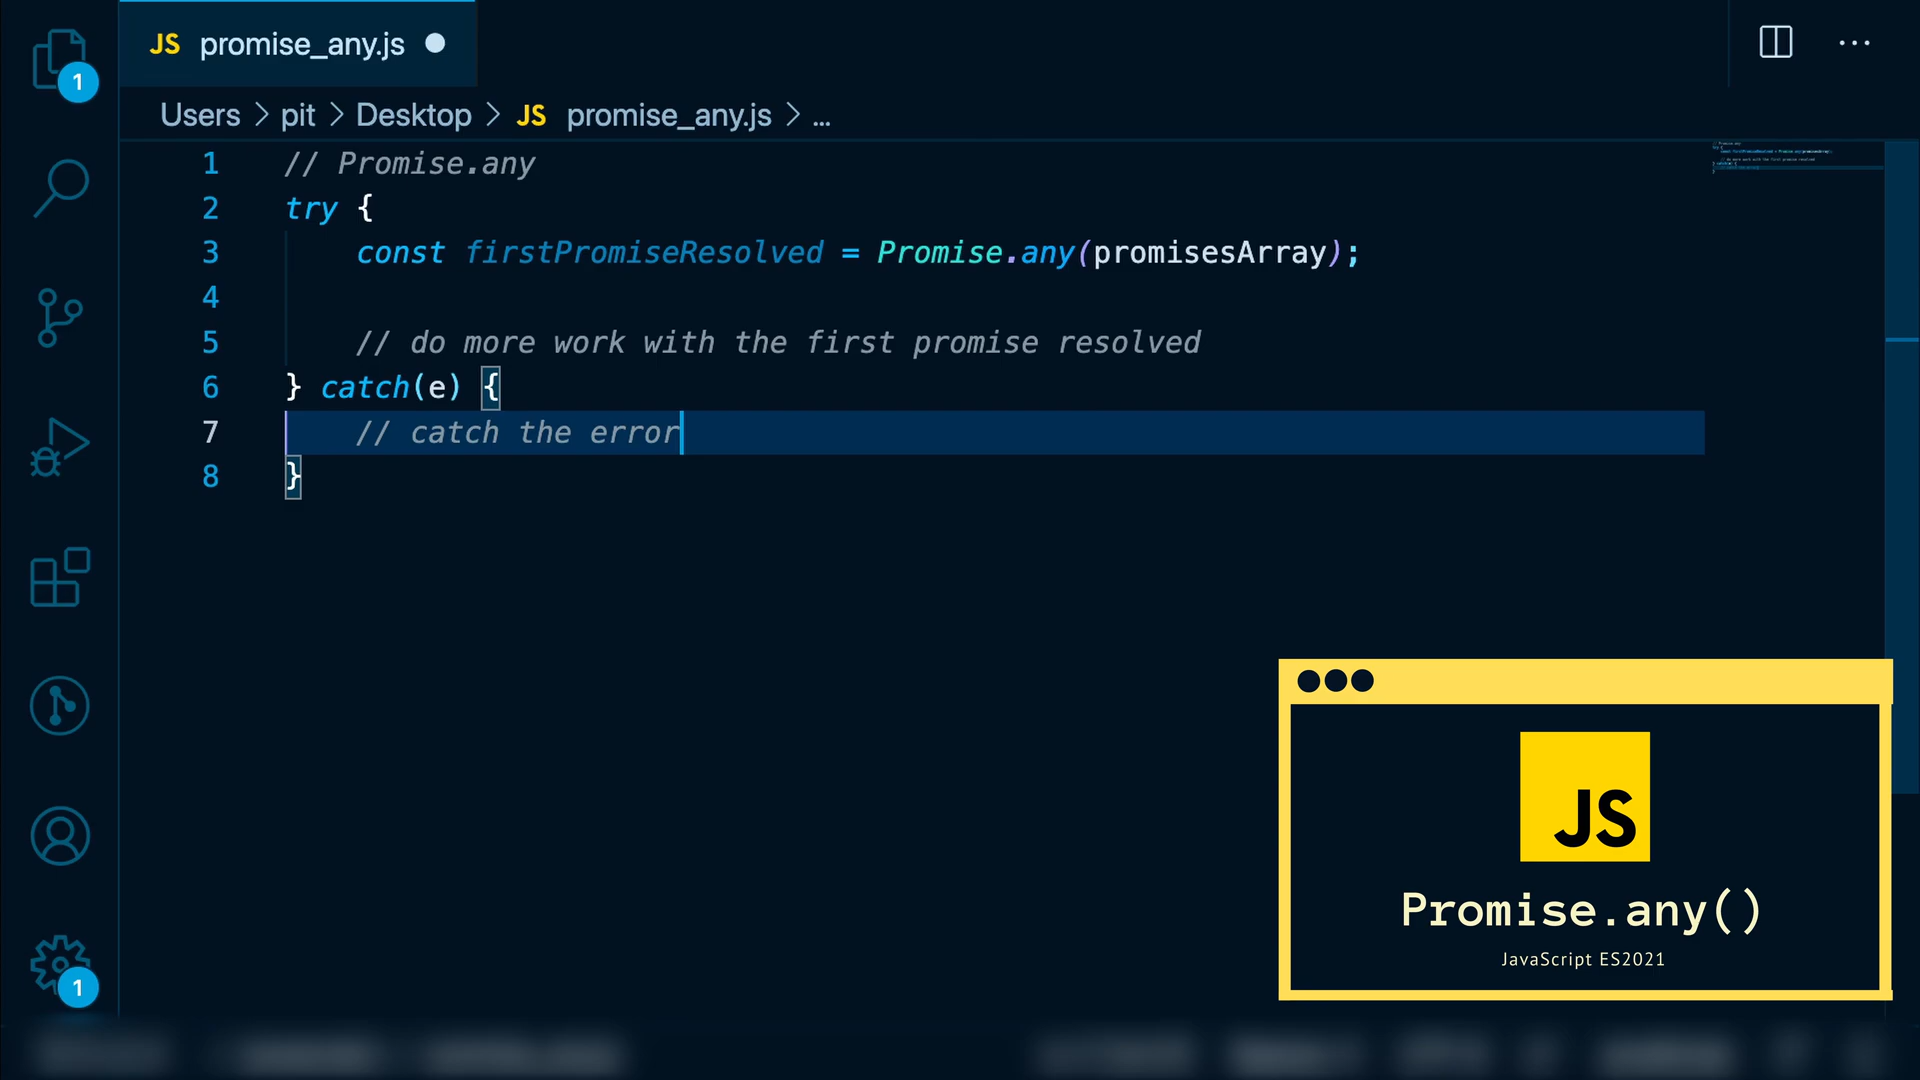 JS promise_any.js
1
Users > pit > Desktop > JS promise_any.js > ...
1 // Promise.any
2 try {
3 const firstPromiseResolved = Promise.any(promisesArray);
4
5 // do more work with the first promise resolved
6 } catch(e) {
7 // catch the error
8 }
JS
Promise.any()
JavaScript ES2021
1